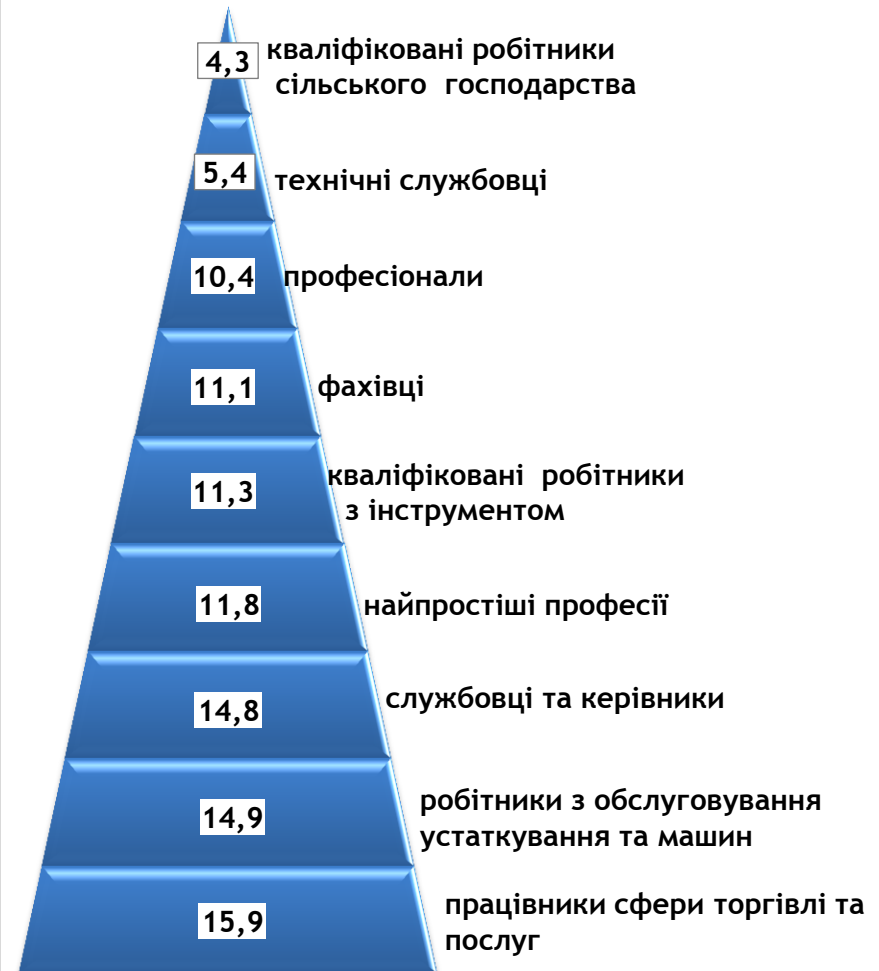 4,3
кваліфіковані робітники
сільського господарства
5,4
технічні службовці
10,4
професіонали
11,1
фахівці
11,3
кваліфіковані робітники
з інструментом
11,8
найпростіші професії
14,8
службовці та керівники
14,9
робітники з обслуговування
устаткування та машин
15,9
працівники сфери торгівлі та
послуг